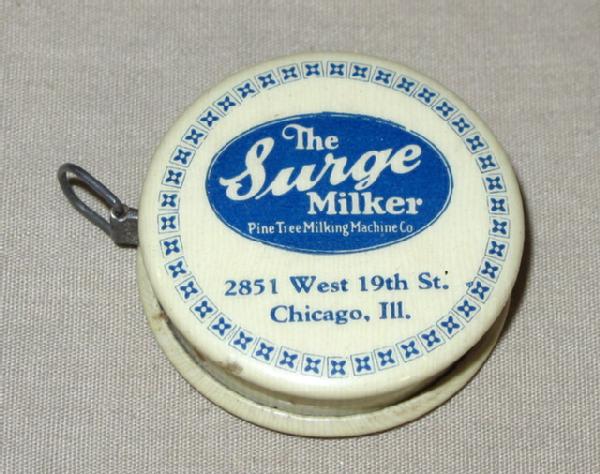 The
Surge
Milker
Pine Tree Milking Machine Co
2851 West 19th St.
Chicago, Ill.